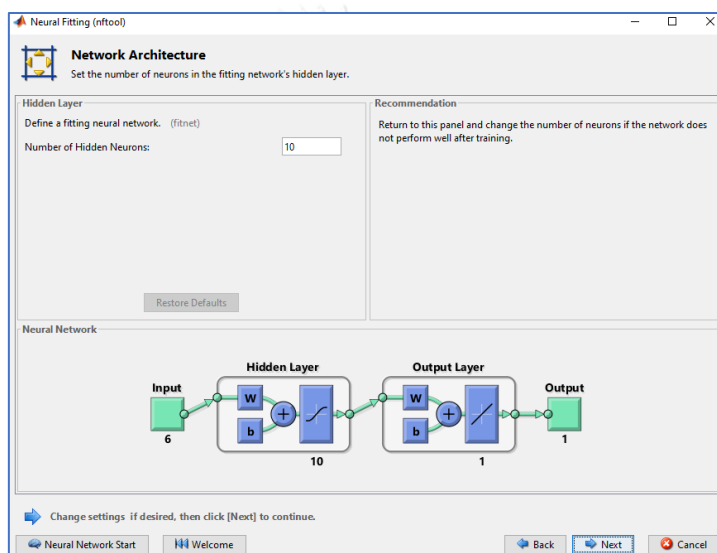 Neural Fitting (nftool)
Network Architecture
Set the number of neurons in the fitting network's hidden layer.
Hidden Layer
Define a fitting neural network. (fitnet)
Number of Hidden Neurons: 10
Restore Defaults
Recommendation
Return to this panel and change the number of neurons if the network does
not perform well after training.
Neural Network
Hidden Layer Output Layer
Input Output
W W
b b
6 10 1 1
Change settings if desired, then click [Next] to continue.
Neural Network Start Welcome Back Next Cancel